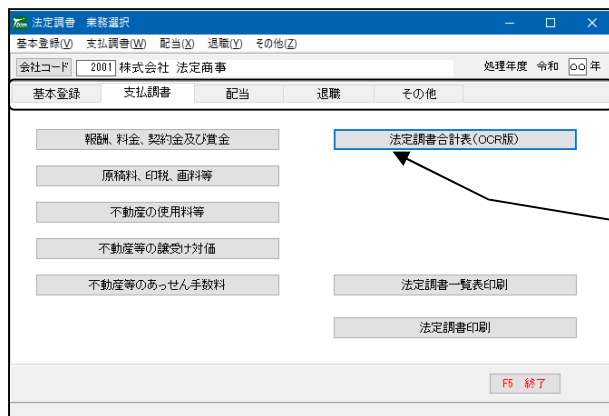 法定調書 業務選択
基本登録(V) 支払調書(W) 配当(X) 退職(Y) その他(Z)
会社コード 2001 株式会社 法定商事 処理年度 令和 ○○ 年
基本登録 支払調書 配当 退職 その他
報酬、料金、契約金及び賞金 法定調書合計表(OCR版)
原稿料、印税、画料等
不動産の使用料等
不動産等の譲受け対価
不動産等のあっせん手数料 法定調書一覧表印刷
法定調書印刷
F5 終了